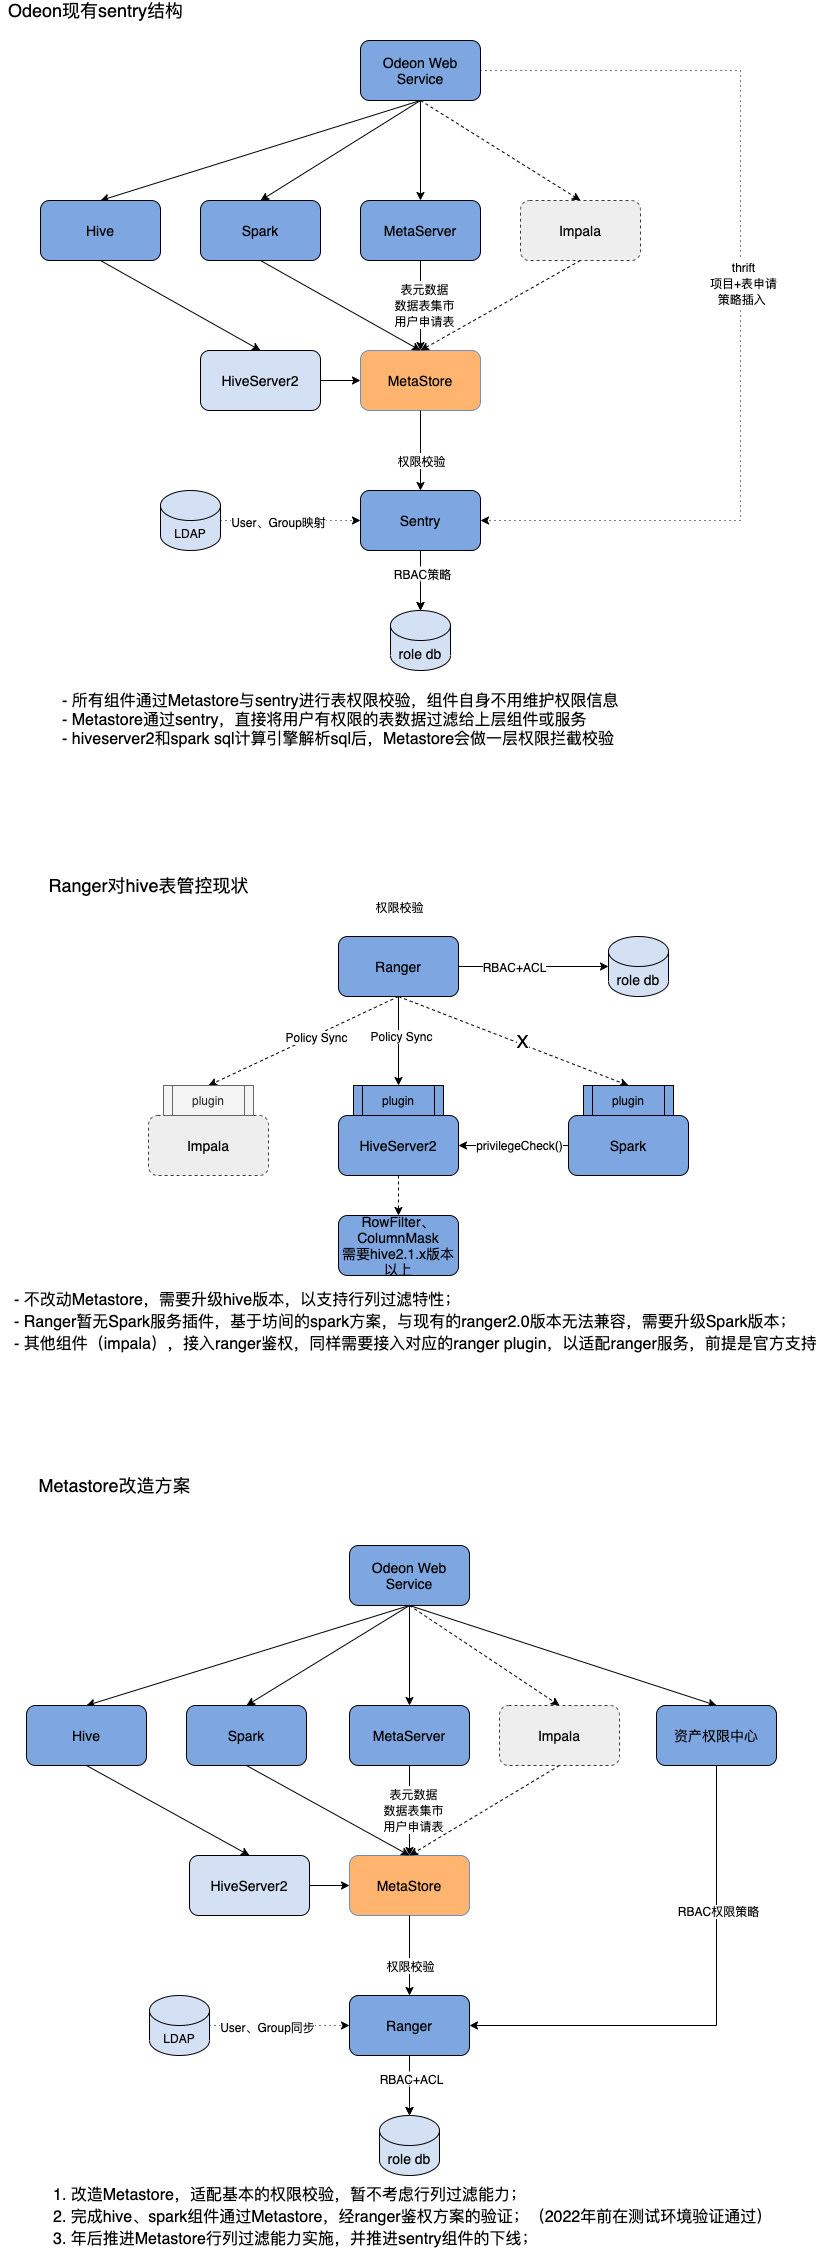 Odeon现有sentry结构
Odeon Web
Service
Hive
Spark
MetaServer
Impala
thrift
项目+表申请
策略插入
表元数据
数据表集市
用户申请表
HiveServer2
MetaStore
权限校验
LDAP
User、Group映射
Sentry
RBAC策略
role db
- 所有组件通过Metastore与sentry进行表权限校验，组件自身不用维护权限信息
- Metastore通过sentry，直接将用户有权限的表数据过滤给上层组件或服务
- hiveserver2和spark sql计算引擎解析sql后，Metastore会做一层权限拦截校验
Ranger对hive表管控现状
权限校验
Ranger
RBAC+ACL
role db
Policy Sync
Policy Sync
X
plugin
plugin
plugin
Impala
HiveServer2
privilegeCheck()
Spark
RowFilter、
ColumnMask
需要hive2.1.x版本
以上
- 不改动Metastore，需要升级hive版本，以支持行列过滤特性；
- Ranger暂无Spark服务插件，基于坊间的spark方案，与现有的ranger2.0版本无法兼容，需要升级Spark版本；
- 其他组件（impala），接入ranger鉴权，同样需要接入对应的ranger plugin，以适配ranger服务，前提是官方支持
Metastore改造方案
Odeon Web
Service
Hive
Spark
MetaServer
Impala
资产权限中心
表元数据
数据表集市
用户申请表
HiveServer2
MetaStore
RBAC权限策略
权限校验
LDAP
User、Group同步
Ranger
RBAC+ACL
role db
1. 改造Metastore，适配基本的权限校验，暂不考虑行列过滤能力；
2. 完成hive、spark组件通过Metastore，经ranger鉴权方案的验证；（2022年前在测试环境验证通过）
3. 年后推进Metastore行列过滤能力实施，并推进sentry组件的下线；